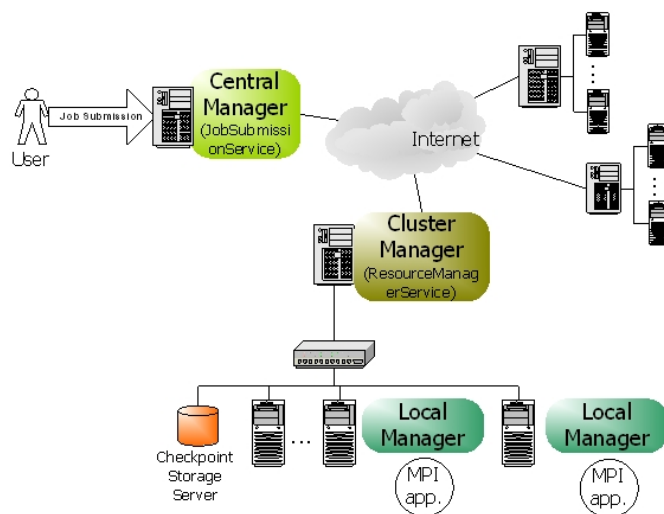 Central
Manager
(JobSubmissi
onService)
Job Submission
User
Internet
Cluster
Manager
(ResourceManag
erService)
Local
Manager
Local
Manager
Checkpoint
Storage
Server
MPI
app.
MPI
app.